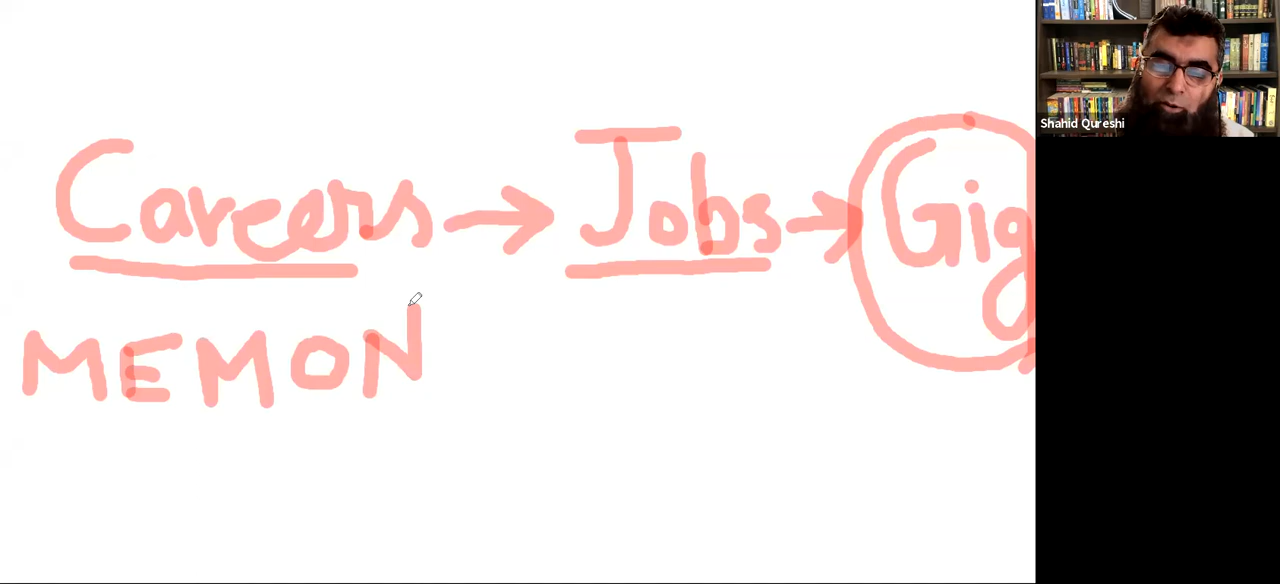 Careers → Jobs → Gig
MEMON
Shahid Qureshi